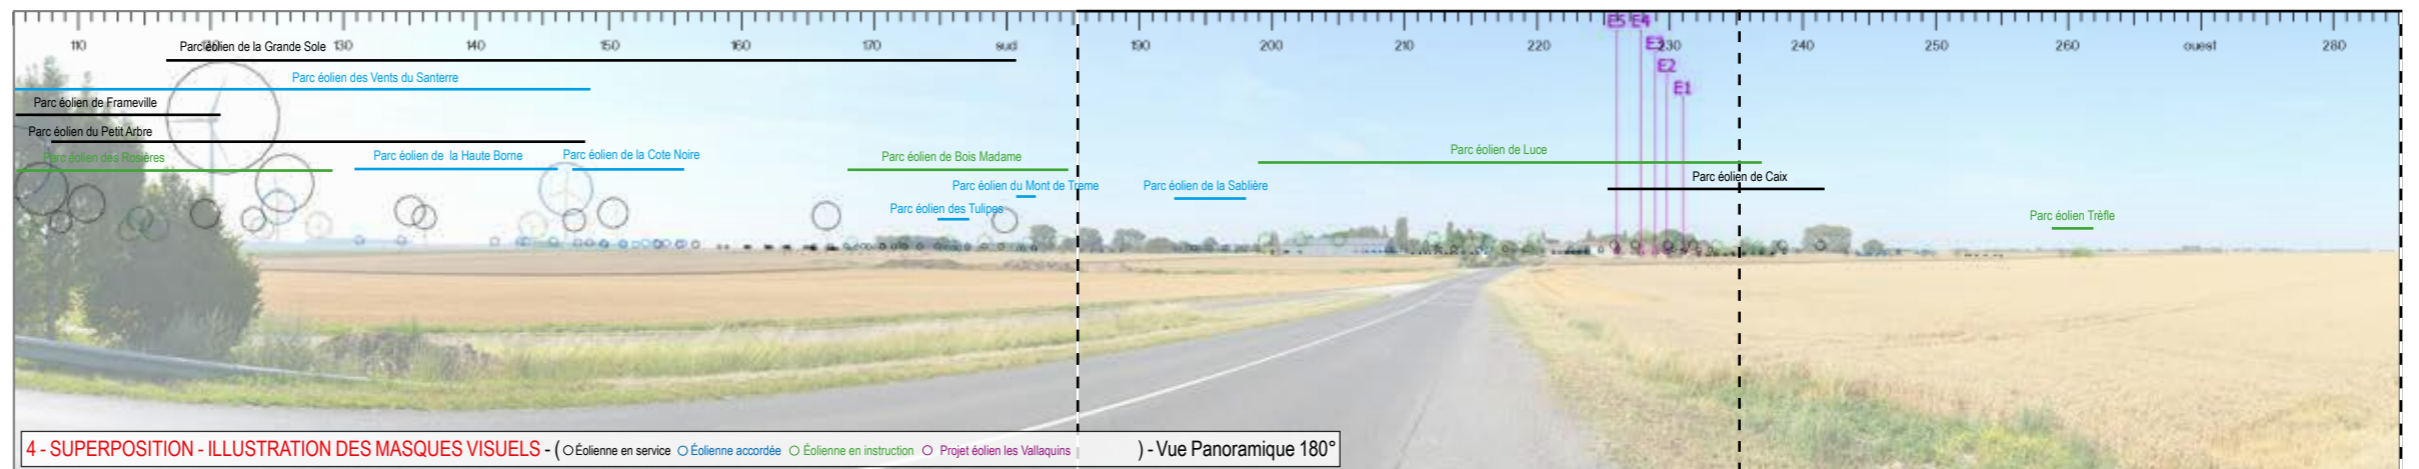 110 120 130 140 150 160 170 sud 190 200 210 220 230 240 250 260 ouest 280
E5 E4
E3
E2
E1
Parc éolien de la Grande Sole
Parc éolien des Vents du Santerre
Parc éolien de Frameville
Parc éolien du Petit Arbre
Parc éolien des Rosières
Parc éolien de la Haute Borne
Parc éolien de la Cote Noire
Parc éolien de Bois Madame
Parc éolien de Luce
Parc éolien du Mont de Treme
Parc éolien de la Sablière
Parc éolien de Caix
Parc éolien des Tulipes
Parc éolien Trèfle
4 - SUPERPOSITION - ILLUSTRATION DES MASQUES VISUELS - ( Éolienne en service Éolienne accordée Éolienne en instruction Projet éolien les Vallaquins ) - Vue Panoramique 180°